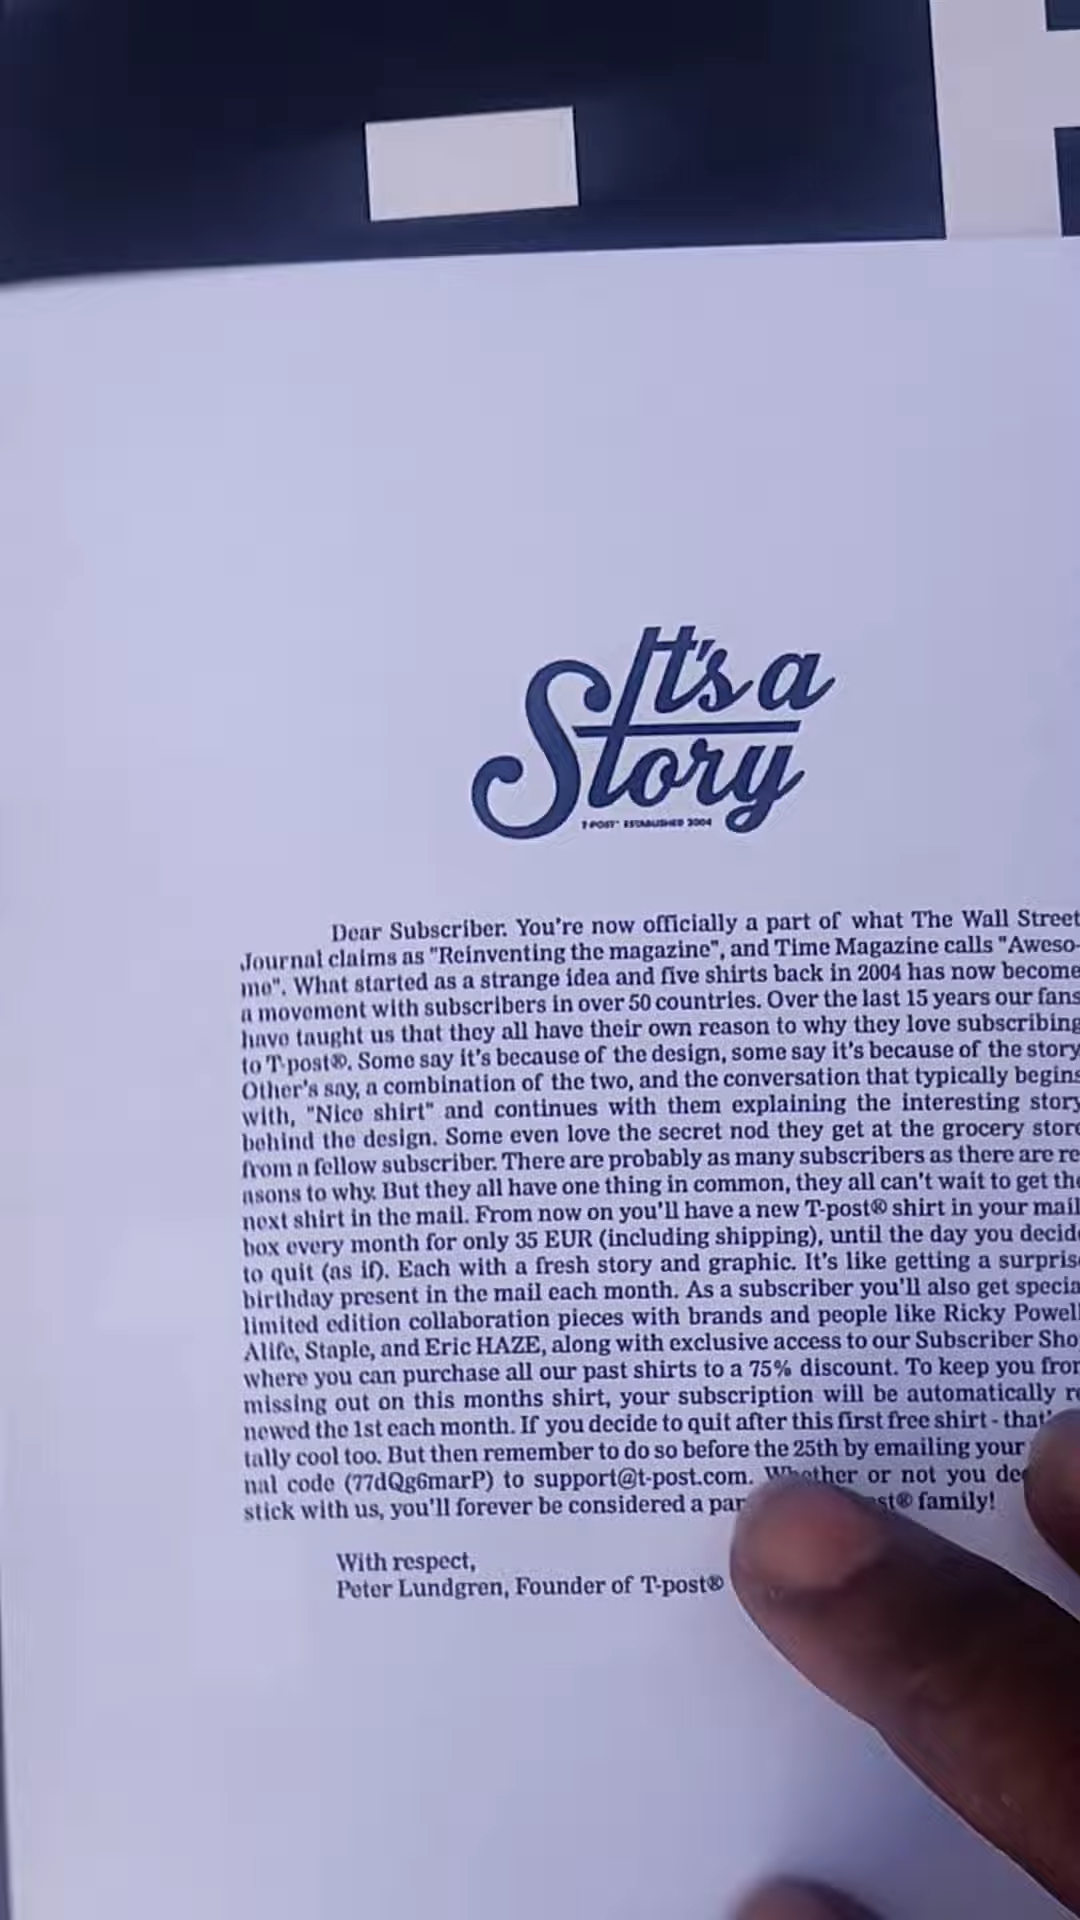 It's a
Story
T-POST® ESTABLISHED 2004
Dear Subscriber. You're now officially a part of what The Wall Street
Journal claims as "Reinventing the magazine", and Time Magazine calls "Aweso-
me". What started as a strange idea and five shirts back in 2004 has now become
a movement with subscribers in over 50 countries. Over the last 15 years our fans
have taught us that they all have their own reason to why they love subscribing
to T-post®. Some say it's because of the design, some say it's because of the story
Other's say, a combination of the two, and the conversation that typically begins
with, "Nice shirt" and continues with them explaining the interesting story
behind the design. Some even love the secret nod they get at the grocery store
from a fellow subscriber. There are probably as many subscribers as there are re
asons to why. But they all have one thing in common, they all can't wait to get the
next shirt in the mail. From now on you'll have a new T-post® shirt in your mail
box every month for only 35 EUR (including shipping), until the day you decid
to quit (as if). Each with a fresh story and graphic. It's like getting a surpris
birthday present in the mail each month. As a subscriber you'll also get specia
limited edition collaboration pieces with brands and people like Ricky Powell
Alife, Staple, and Eric HAZE, along with exclusive access to our Subscriber Sho
where you can purchase all our past shirts to a 75% discount. To keep you from
missing out on this months shirt, your subscription will be automatically re
newed the 1st each month. If you decide to quit after this first free shirt - that'
tally cool too. But then remember to do so before the 25th by emailing your
nal code (77dQg6marP) to support@t-post.com. Whether or not you de
stick with us, you'll forever be considered a par st® family!
With respect,
Peter Lundgren, Founder of T-post®